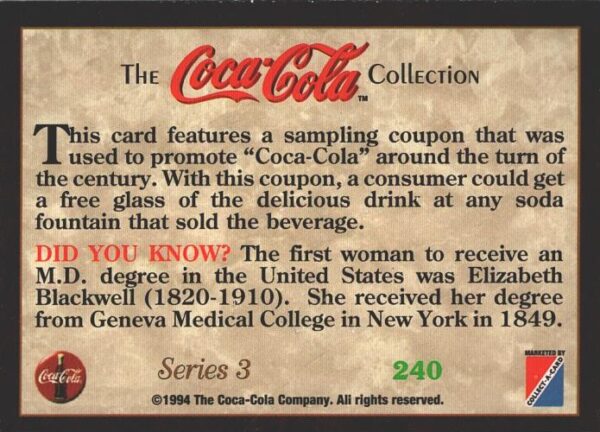 The Coca-Cola™ Collection
This card features a sampling coupon that was
used to promote "Coca-Cola" around the turn of
the century. With this coupon, a consumer could get
a free glass of the delicious drink at any soda
fountain that sold the beverage.
DID YOU KNOW? The first woman to receive an
M.D. degree in the United States was Elizabeth
Blackwell (1820-1910). She received her degree
from Geneva Medical College in New York in 1849.
Coca-Cola
Series 3
240
MARKETED BY
COLLECT-A-CARD
©1994 The Coca-Cola Company. All rights reserved.